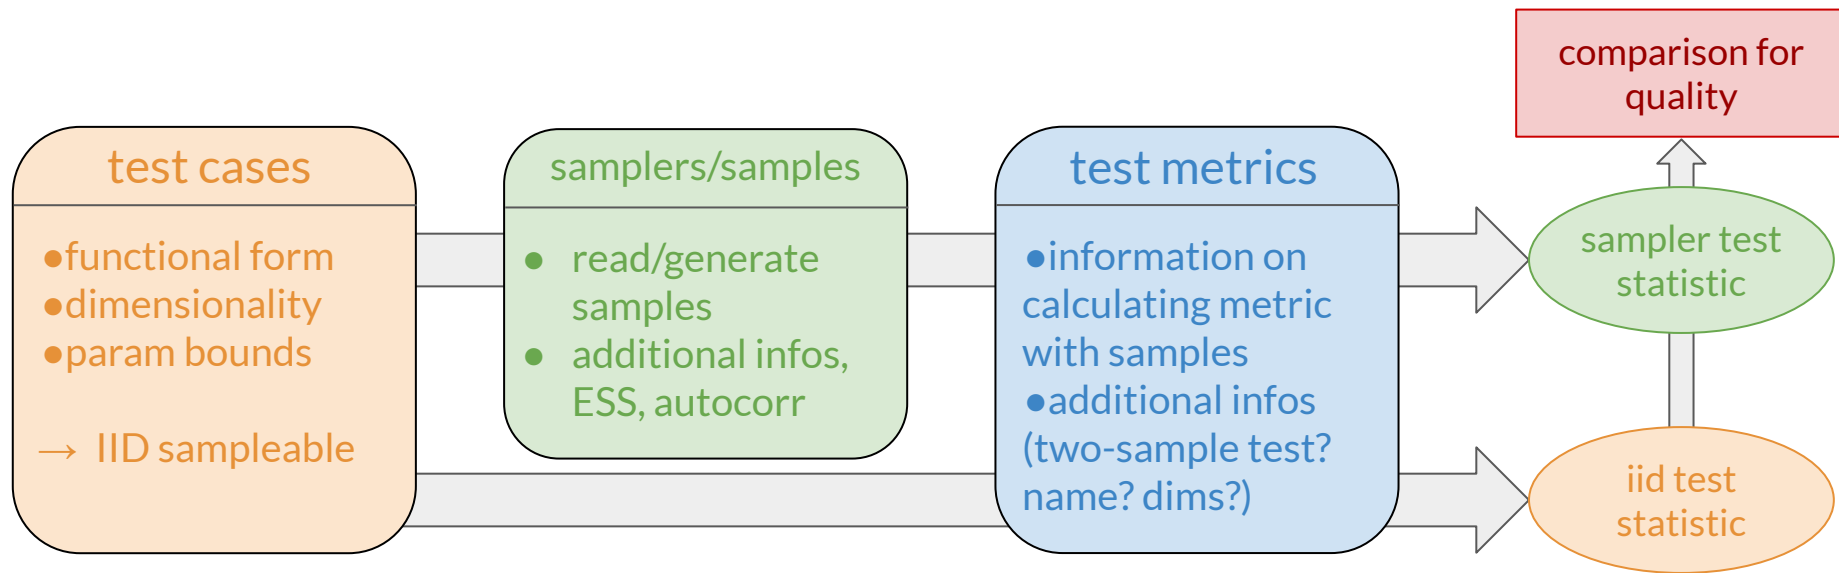 test cases
●functional form
●dimensionality
●param bounds
→ IID sampleable
samplers/samples
● read/generate
samples
● additional infos,
ESS, autocorr
test metrics
●information on
calculating metric
with samples
●additional infos
(two-sample test?
name? dims?)
comparison for
quality
sampler test
statistic
iid test
statistic